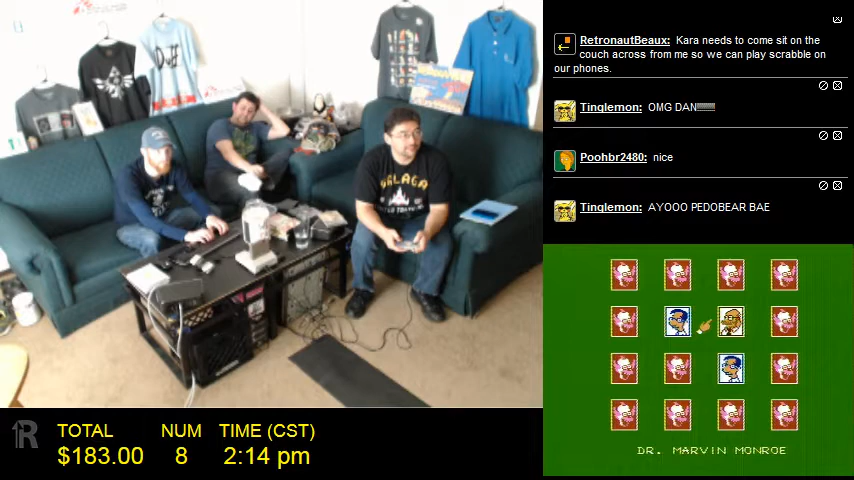 RetronautBeaux: Kara needs to come sit on the
couch across from me so we can play scrabble on
our phones.
Tinglemon: OMG DAN
Poohbr2480: nice
Tinglemon: AYOOO PEDOBEAR BAE
DUFF
GALAGA
DR. MARVIN MONROE
TOTAL NUM TIME (CST)
$183.00 8 2:14 pm